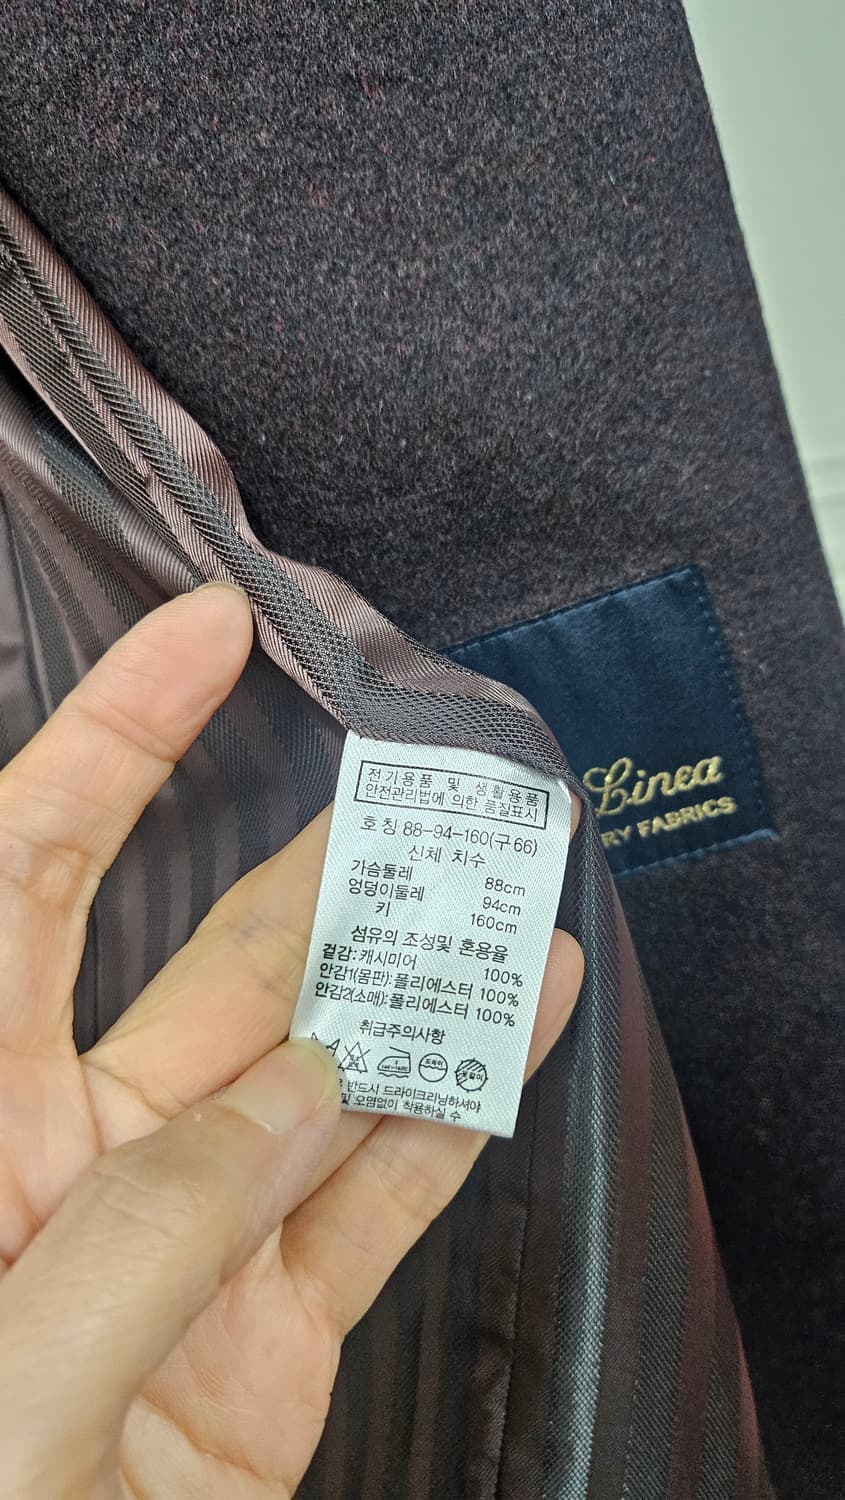 전기용품 및 생활용품
안전관리법에 의한 품질표시
호칭 88-94-160(구66)
신체 치수
가슴둘레 88cm
엉덩이둘레 94cm
키 160cm
섬유의 조성및 혼용율
겉감: 캐시미어 100%
안감1(몸판):폴리에스터 100%
안감2(소매):폴리에스터 100%
취급주의사항
반드시 드라이크리닝하셔야
및 오염없이 착용하실 수
Linea
RY FABRICS